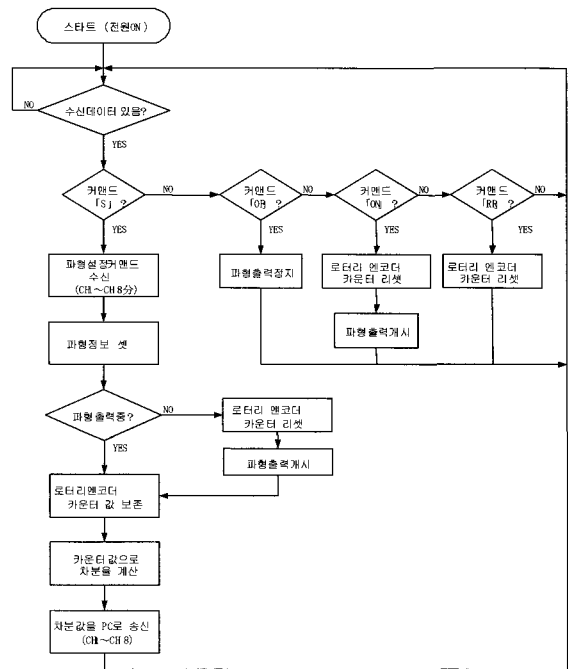 스타트 (전원ON)
NO
수신데이터 있음?
YES
커맨드
「S」 ?
NO
커맨드
?
NO
커맨드
「ON」 ?
NO
커맨드
?
NO
YES
YES
YES
YES
파형설정커맨드
수신
(CH1～CH8分)
파형출력정지
로터리 엔코더
카운터 리셋
로터리 엔코더
카운터 리셋
파형출력개시
파형정보 셋
파형출력중?
NO
로터리 엔코더
카운터 리셋
YES
파형출력개시
로터리엔코더
카운터 값 보존
카운터값으로
차분을 계산
차분값을 PC로 송신
(CH1～CH8)